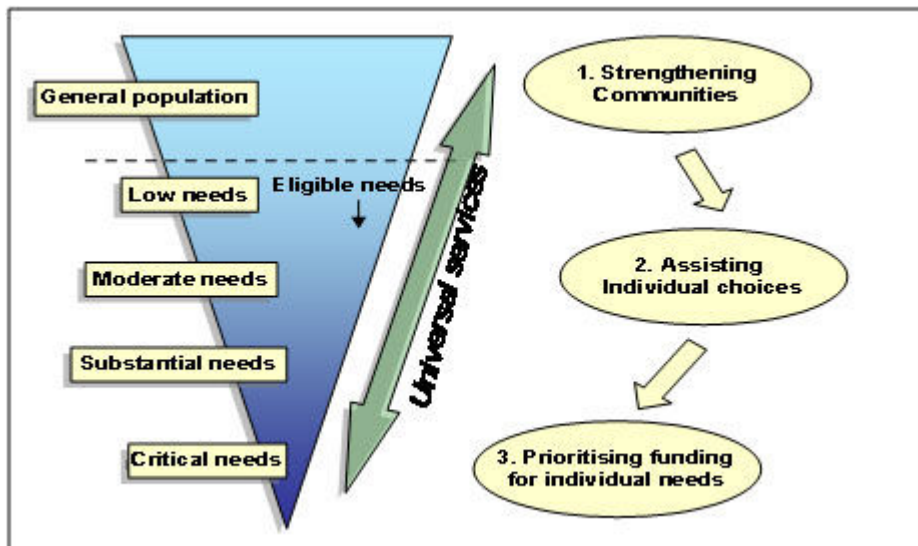 General population
Low needs
Eligible needs
Moderate needs
Substantial needs
Critical needs
Universal services
1. Strengthening
Communities
2. Assisting
Individual choices
3. Prioritising funding
for individual needs